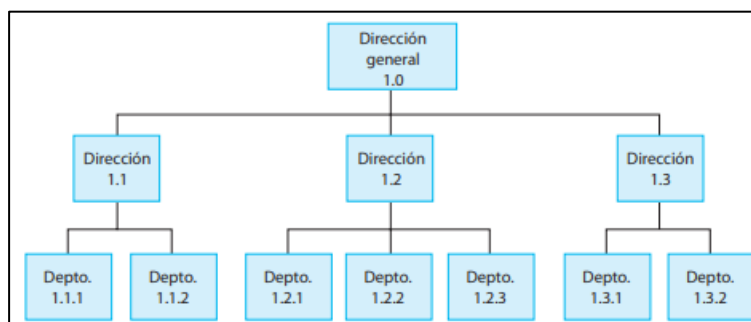 Dirección
general
1.0
Dirección
1.1
Dirección
1.2
Dirección
1.3
Depto.
1.1.1
Depto.
1.1.2
Depto.
1.2.1
Depto.
1.2.2
Depto.
1.2.3
Depto.
1.3.1
Depto.
1.3.2